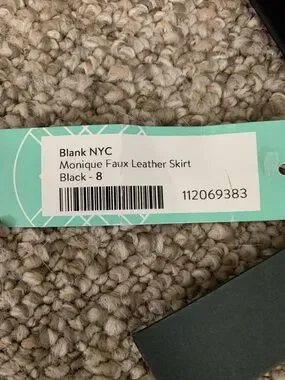 Blank NYC
Monique Faux Leather Skirt
Black - 8
112069383